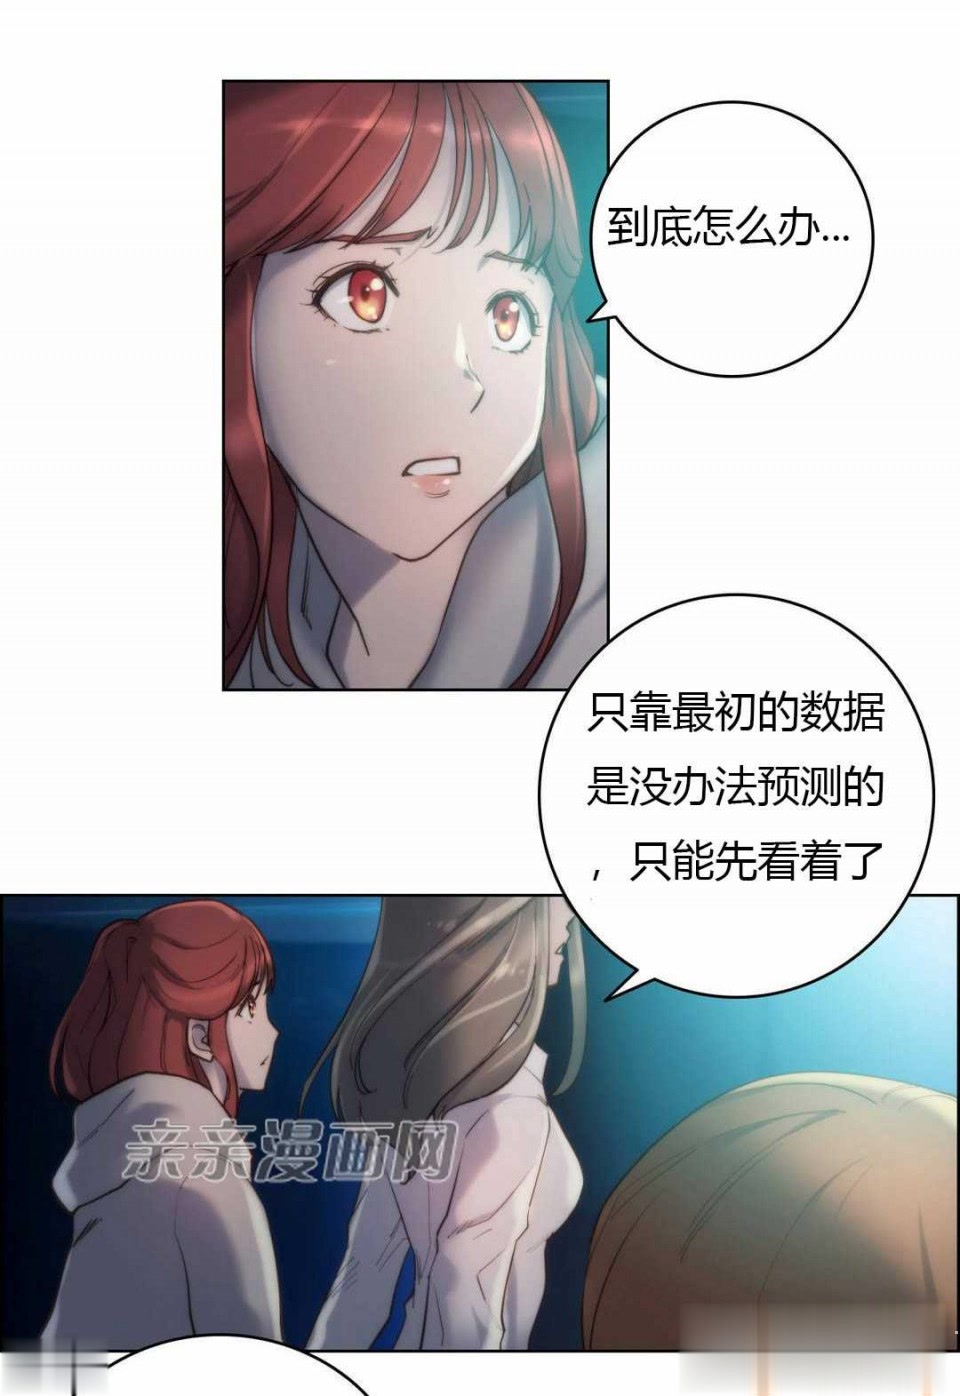 到底怎么办...
只靠最初的数据
是没办法预测的
，只能先看着了
亲亲漫画网